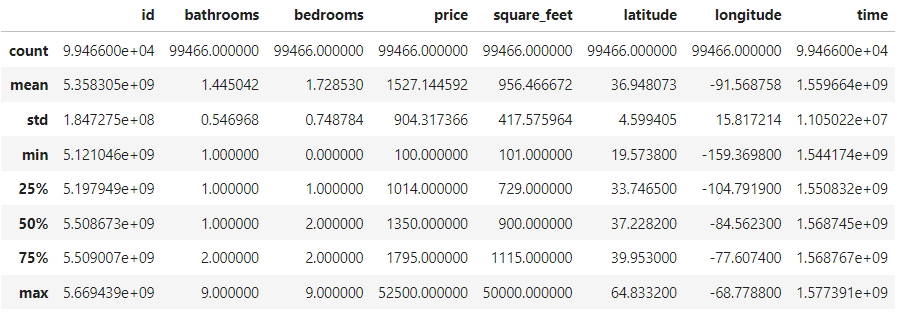 id bathrooms bedrooms price square_feet latitude longitude time
count 9.946600e+04 99466.000000 99466.000000 99466.000000 99466.000000 99466.000000 99466.000000 9.946600e+04
mean 5.358305e+09 1.445042 1.728530 1527.144592 956.466672 36.948073 -91.568758 1.559664e+09
std 1.847275e+08 0.546968 0.748784 904.317366 417.575964 4.599405 15.817214 1.105022e+07
min 5.121046e+09 1.000000 0.000000 100.000000 101.000000 19.573800 -159.369800 1.544174e+09
25% 5.197949e+09 1.000000 1.000000 1014.000000 729.000000 33.746500 -104.791900 1.550832e+09
50% 5.508673e+09 1.000000 2.000000 1350.000000 900.000000 37.228200 -84.562300 1.568745e+09
75% 5.509007e+09 2.000000 2.000000 1795.000000 1115.000000 39.953000 -77.607400 1.568767e+09
max 5.669439e+09 9.000000 9.000000 52500.000000 50000.000000 64.833200 -68.778800 1.577391e+09